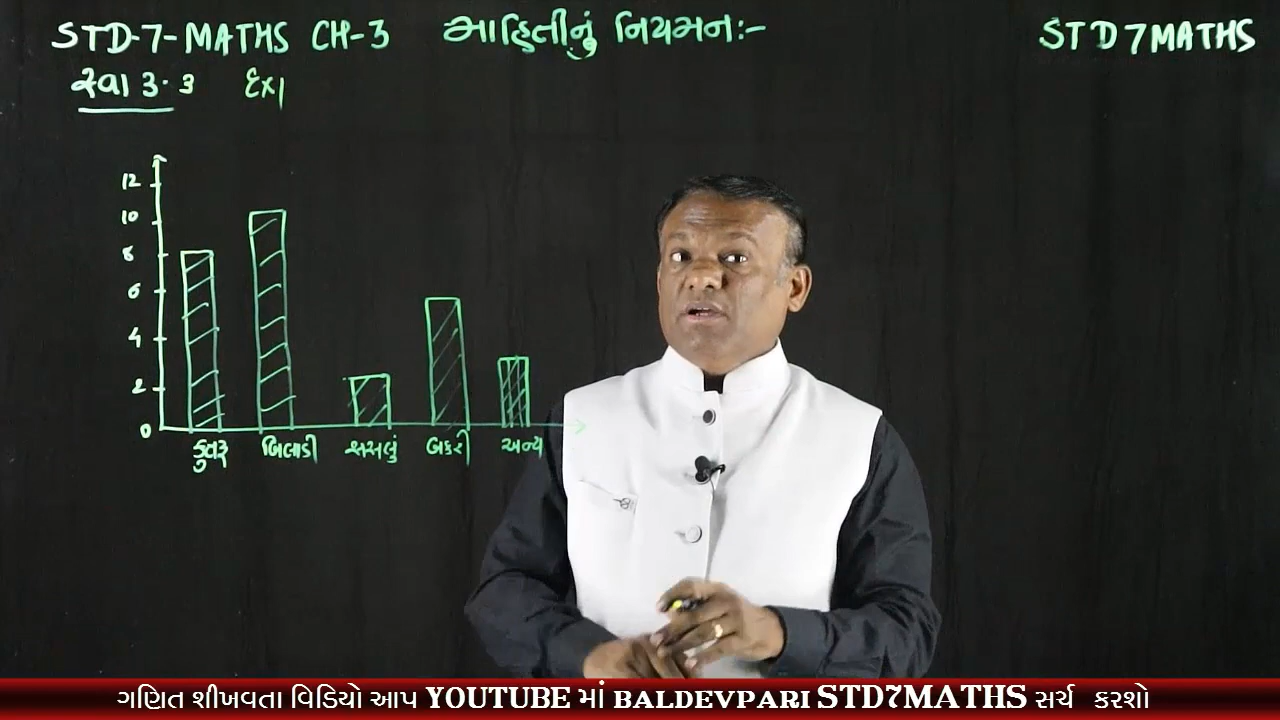 STD-7-MATHS CH-3 માહિતીનું નિયમન:-
STD7MATHS
સ્વા 3.3 Ex1
12
10
8
6
4
2
0
કુતરૂ બિલાડી સસલું બકરી અન્ય
ગણિત શીખવતા વિડિયો આપ YOUTUBE માં BALDEVPARI STD7MATHS સર્ચ કરશો